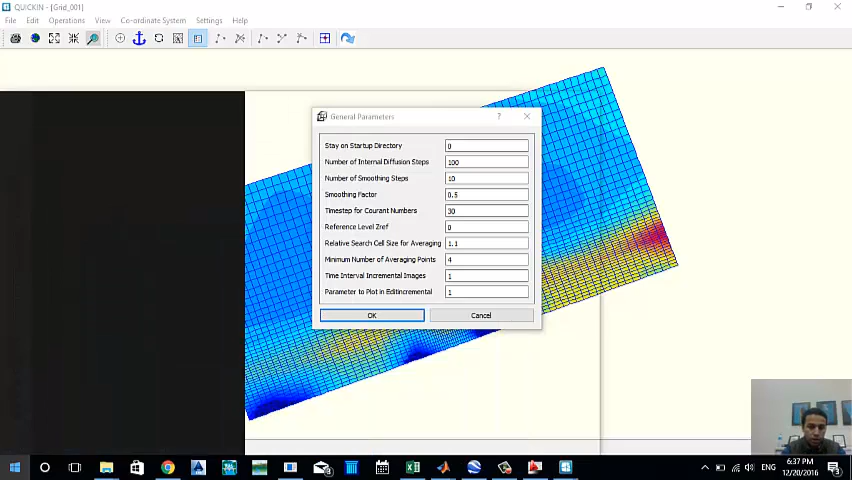 QUICKIN - [Grid_001]
File Edit Operations View Co-ordinate System Settings Help
General Parameters ?
Stay on Startup Directory 0
Number of Internal Diffusion Steps 100
Number of Smoothing Steps 10
Smoothing Factor 0.5
Timestep for Courant Numbers 30
Reference Level Zref 0
Relative Search Cell Size for Averaging 1.1
Minimum Number of Averaging Points 4
Time Interval Incremental Images 1
Parameter to Plot in Editincremental 1
OK Cancel
ENG
6:37 PM
12/20/2016